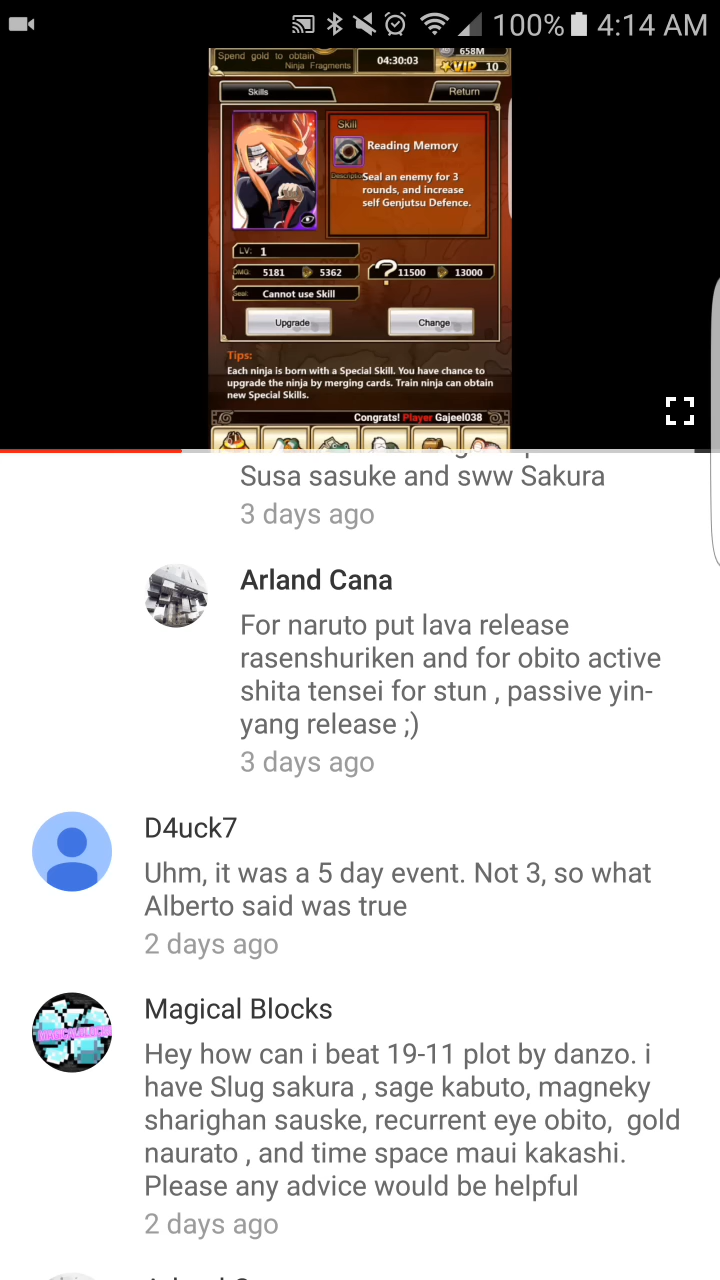 100% 4:14 AM
Spend gold to obtain
Ninja Fragments
04:30:03
658M
VIP 10
Skills
Return
Skill
Reading Memory
Seal an enemy for 3
rounds, and increase
self Genjutsu Defence.
LV: 1
DMG: 5181 5362
11500 13000
Seal: Cannot use Skill
Upgrade
Change
Tips:
Each ninja is born with a Special Skill. You have chance to
upgrade the ninja by merging cards. Train ninja can obtain
new Special Skills.
Congrats! Player Gajeel038
Susa sasuke and sww Sakura
3 days ago
Arland Cana
For naruto put lava release
rasenshuriken and for obito active
shita tensei for stun , passive yin-
yang release ;)
3 days ago
D4uck7
Uhm, it was a 5 day event. Not 3, so what
Alberto said was true
2 days ago
Magical Blocks
Hey how can i beat 19-11 plot by danzo. i
have Slug sakura , sage kabuto, magneky
sharighan sauske, recurrent eye obito, gold
naurato , and time space maui kakashi.
Please any advice would be helpful
2 days ago